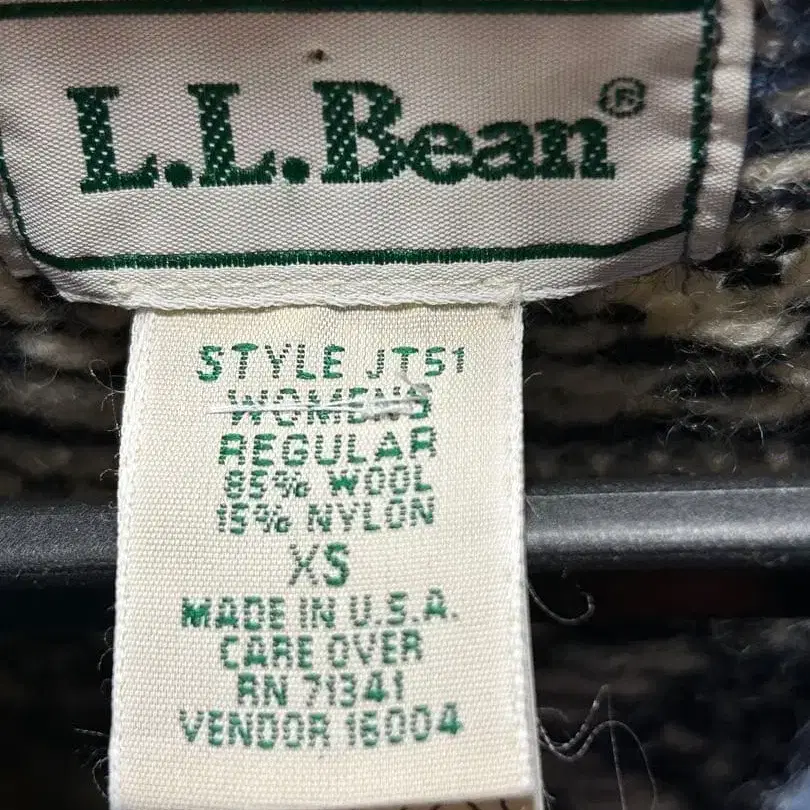 L.L.Bean®
STYLE JT51
WOMENS
REGULAR
85% WOOL
15% NYLON
XS
MADE IN U.S.A.
CARE OVER
RN 71341
VENDOR 16004